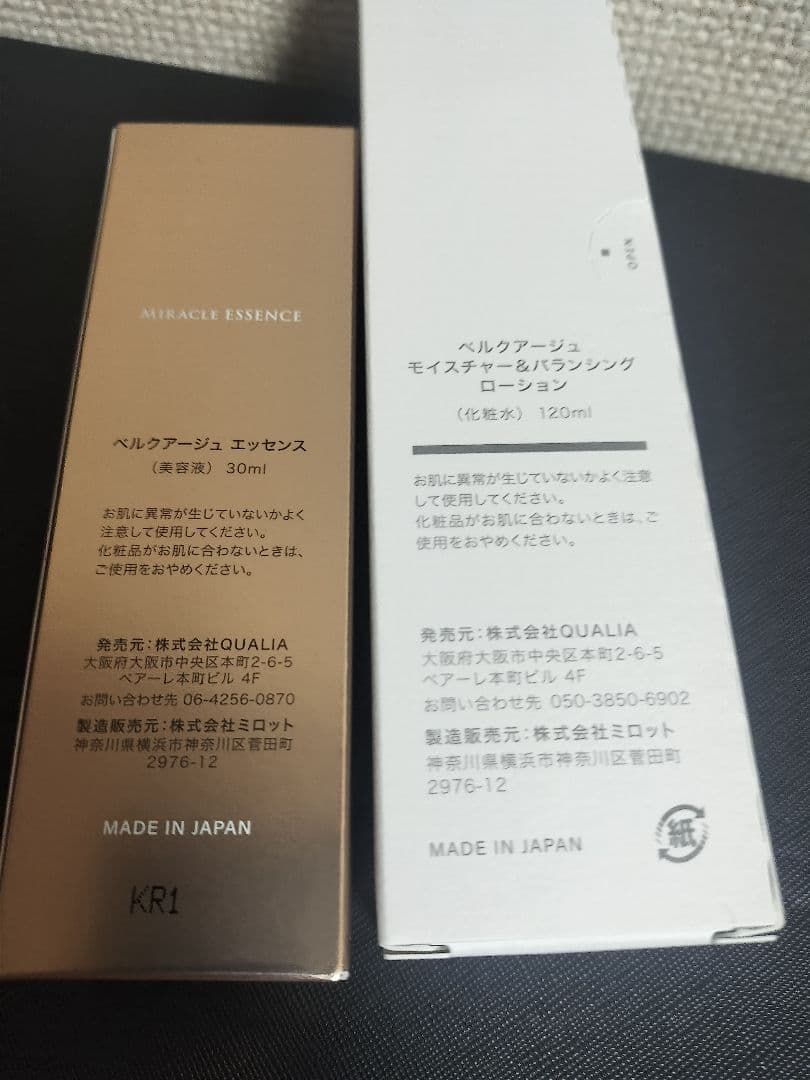 MIRACLE ESSENCE
ベルクアージュ エッセンス
（美容液） 30ml
お肌に異常が生じていないかよく
注意して使用してください。
化粧品がお肌に合わないときは、
ご使用をおやめください。
発売元：株式会社QUALIA
大阪府大阪市中央区本町2-6-5
ベアーレ本町ビル 4F
お問い合わせ先 06-4256-0870
製造販売元：株式会社ミロット
神奈川県横浜市神奈川区菅田町
2976-12
MADE IN JAPAN
KR1
OPEN
ベルクアージュ
モイスチャー＆バランシング
ローション
（化粧水） 120ml
お肌に異常が生じていないかよく注意
して使用してください。
化粧品がお肌に合わないときは、ご
使用をおやめください。
発売元：株式会社QUALIA
大阪府大阪市中央区本町2-6-5
ベアーレ本町ビル 4F
お問い合わせ先 050-3850-6902
製造販売元：株式会社ミロット
神奈川県横浜市神奈川区菅田町
2976-12
MADE IN JAPAN
紙